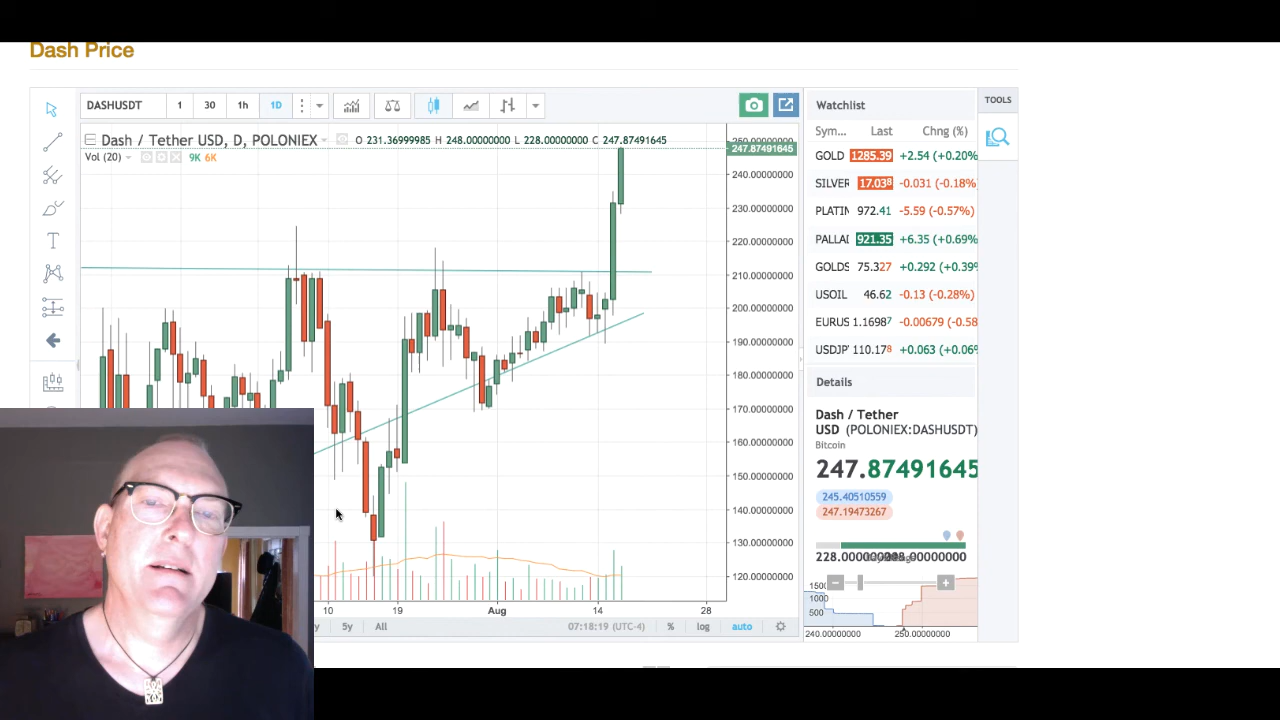 Dash Price
DASHUSDT 1 30 1h 1D
Dash / Tether USD, D, POLONIEX O 231.36999985 H 248.00000000 L 228.00000000 C 247.87491645
Vol (20) 9K 6K
247.87491645
240.00000000
230.00000000
220.00000000
210.00000000
200.00000000
190.00000000
180.00000000
170.00000000
160.00000000
150.00000000
140.00000000
130.00000000
120.00000000
10 19 Aug 14 28
5y All 07:18:19 (UTC-4) % log auto
Watchlist
Sym... Last Chng (%)
GOLD 1285.39 +2.54 (+0.20%)
SILVER 17.038 -0.031 (-0.18%)
PLATIN 972.41 -5.59 (-0.57%)
PALLA 921.35 +6.35 (+0.69%)
GOLDS 75.327 +0.292 (+0.39%
USOIL 46.62 -0.13 (-0.28%)
EURUS 1.16987 -0.00679 (-0.58
USDJP 110.178 +0.063 (+0.06%
Details
Dash / Tether
USD (POLONIEX:DASHUSDT)
Bitcoin
247.87491645
245.40510559
247.19473267
1000
500
240.00000000 250.00000000
TOOLS